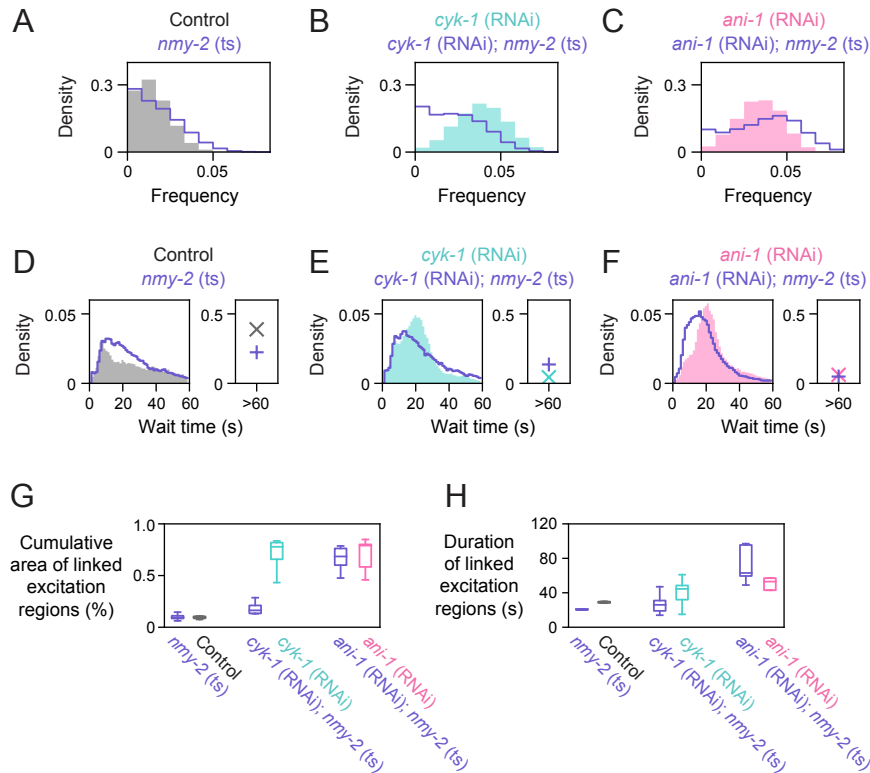 A
Control
nmy-2 (ts)
Density
0.3
0
0
0.05
Frequency
B
cyk-1 (RNAi)
cyk-1 (RNAi); nmy-2 (ts)
Density
0.3
0
0
0.05
Frequency
C
ani-1 (RNAi)
ani-1 (RNAi); nmy-2 (ts)
Density
0.3
0
0
0.05
Frequency
D
Control
nmy-2 (ts)
Density
0.05
0
0 20 40 60
Wait time (s)
0.5
0
>60
E
cyk-1 (RNAi)
cyk-1 (RNAi); nmy-2 (ts)
Density
0.05
0
0 20 40 60
Wait time (s)
0.5
0
>60
F
ani-1 (RNAi)
ani-1 (RNAi); nmy-2 (ts)
Density
0.05
0
0 20 40 60
Wait time (s)
0.5
0
>60
G
Cumulative
area of linked
excitation
regions (%)
1.0
0.5
0
nmy-2 (ts)
Control
cyk-1 (RNAi); nmy-2 (ts)
cyk-1 (RNAi)
ani-1 (RNAi); nmy-2 (ts)
ani-1 (RNAi)
H
Duration
of linked
excitation
regions (s)
120
80
40
0
nmy-2 (ts)
Control
cyk-1 (RNAi); nmy-2 (ts)
cyk-1 (RNAi)
ani-1 (RNAi); nmy-2 (ts)
ani-1 (RNAi)